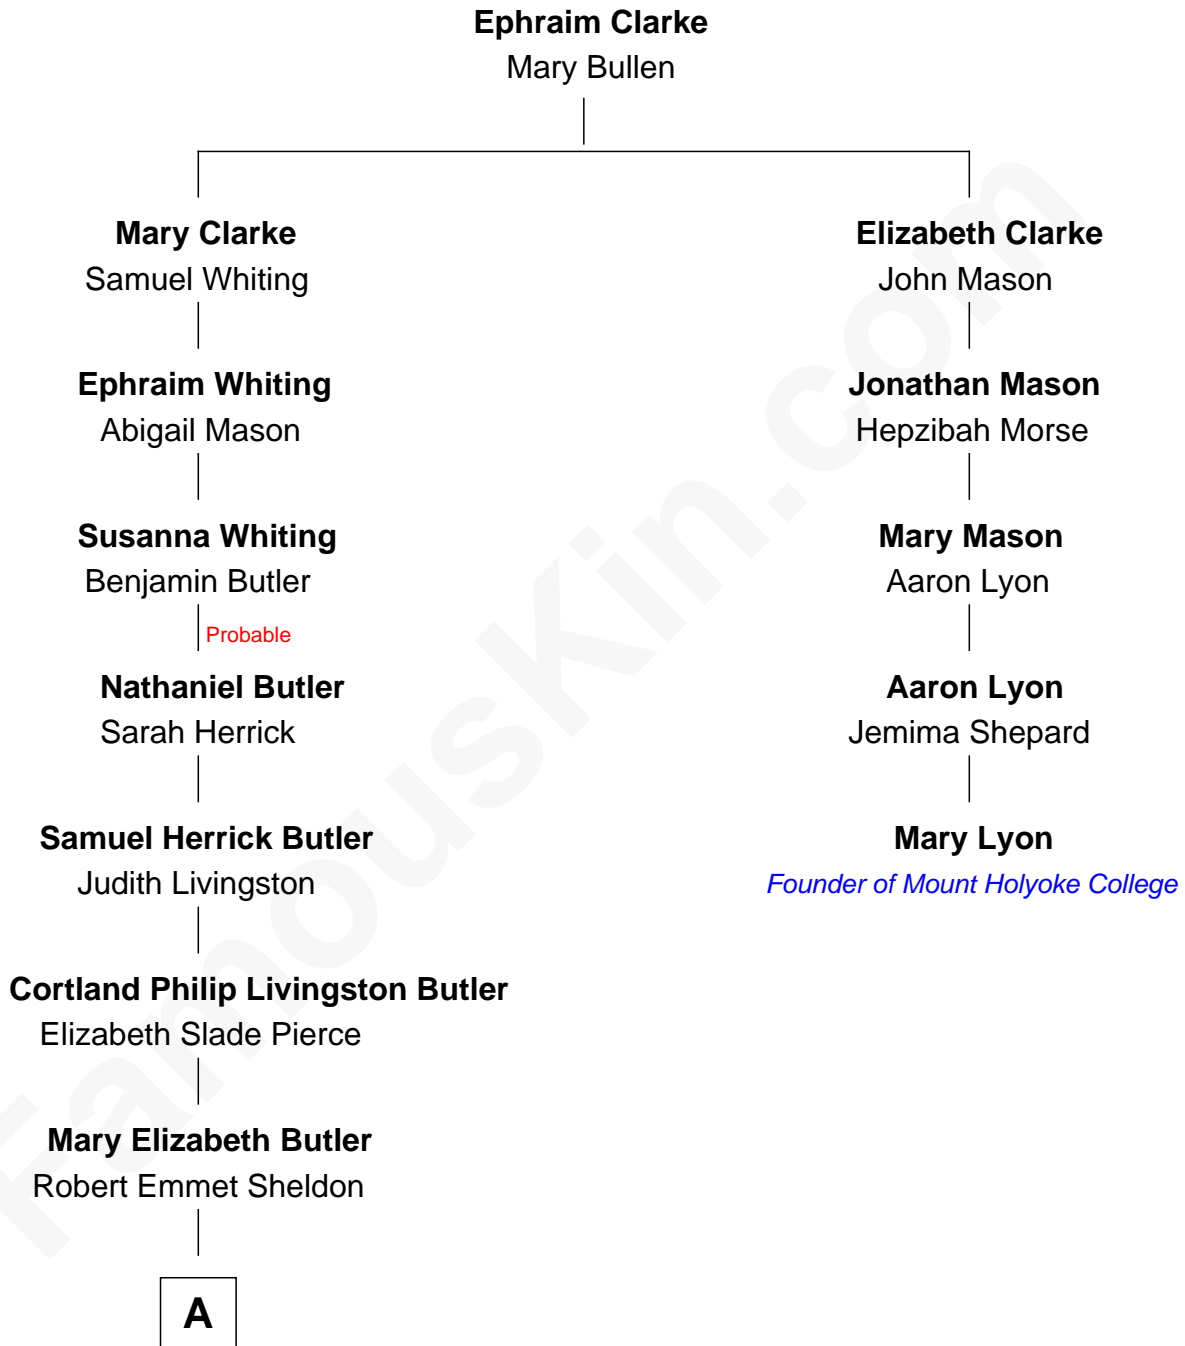 Ephraim Clarke
Mary Bullen
Mary Clarke
Samuel Whiting
Elizabeth Clarke
John Mason
Ephraim Whiting
Abigail Mason
Jonathan Mason
Hepzibah Morse
Susanna Whiting
Benjamin Butler
Mary Mason
Aaron Lyon
Probable
Nathaniel Butler
Sarah Herrick
Aaron Lyon
Jemima Shepard
Samuel Herrick Butler
Judith Livingston
Mary Lyon
Founder of Mount Holyoke College
Cortland Philip Livingston Butler
Elizabeth Slade Pierce
Mary Elizabeth Butler
Robert Emmet Sheldon
A
FamousKin.com